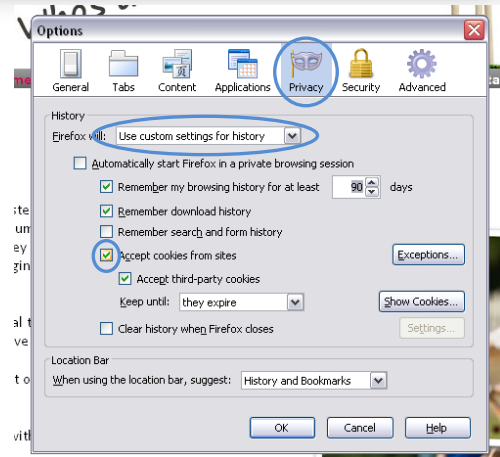 Options
General Tabs Content Applications Privacy Security Advanced
History
Firefox will: Use custom settings for history
Automatically start Firefox in a private browsing session
Remember my browsing history for at least 90 days
Remember download history
Remember search and form history
Accept cookies from sites Exceptions...
Accept third-party cookies
Keep until: they expire Show Cookies...
Clear history when Firefox closes Settings...
Location Bar
When using the location bar, suggest: History and Bookmarks
OK Cancel Help